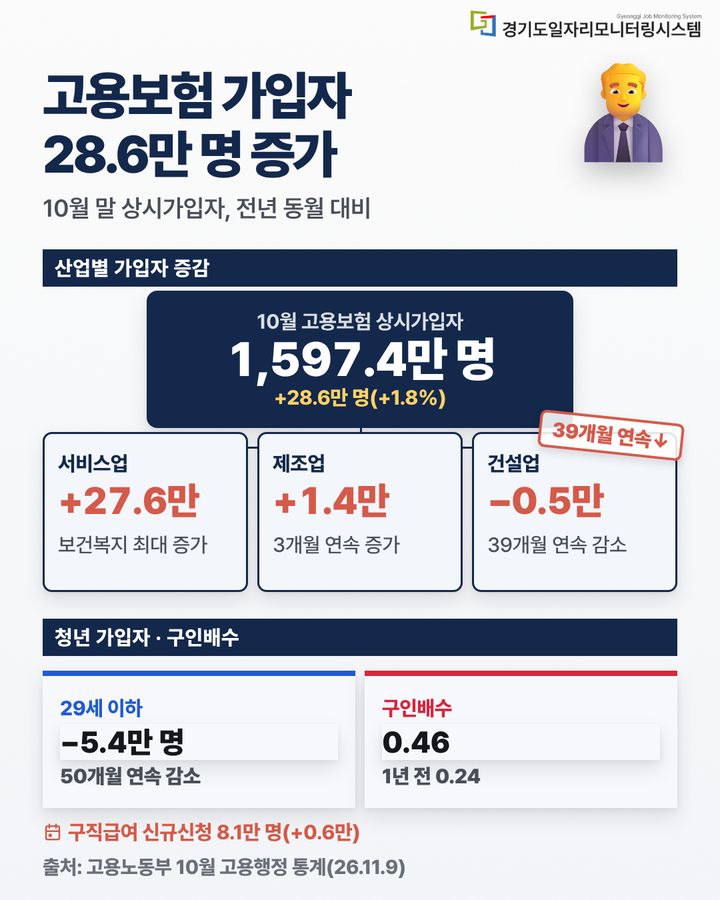 Gyeonggi Job Monitoring System
경기도일자리모니터링시스템
고용보험 가입자
28.6만 명 증가
10월 말 상시가입자, 전년 동월 대비
산업별 가입자 증감
10월 고용보험 상시가입자
1,597.4만 명
+28.6만 명(+1.8%)
39개월 연속↓
서비스업
+27.6만
보건복지 최대 증가
제조업
+1.4만
3개월 연속 증가
건설업
−0.5만
39개월 연속 감소
청년 가입자 · 구인배수
29세 이하
−5.4만 명
50개월 연속 감소
구인배수
0.46
1년 전 0.24
구직급여 신규신청 8.1만 명(+0.6만)
출처: 고용노동부 10월 고용행정 통계(26.11.9)